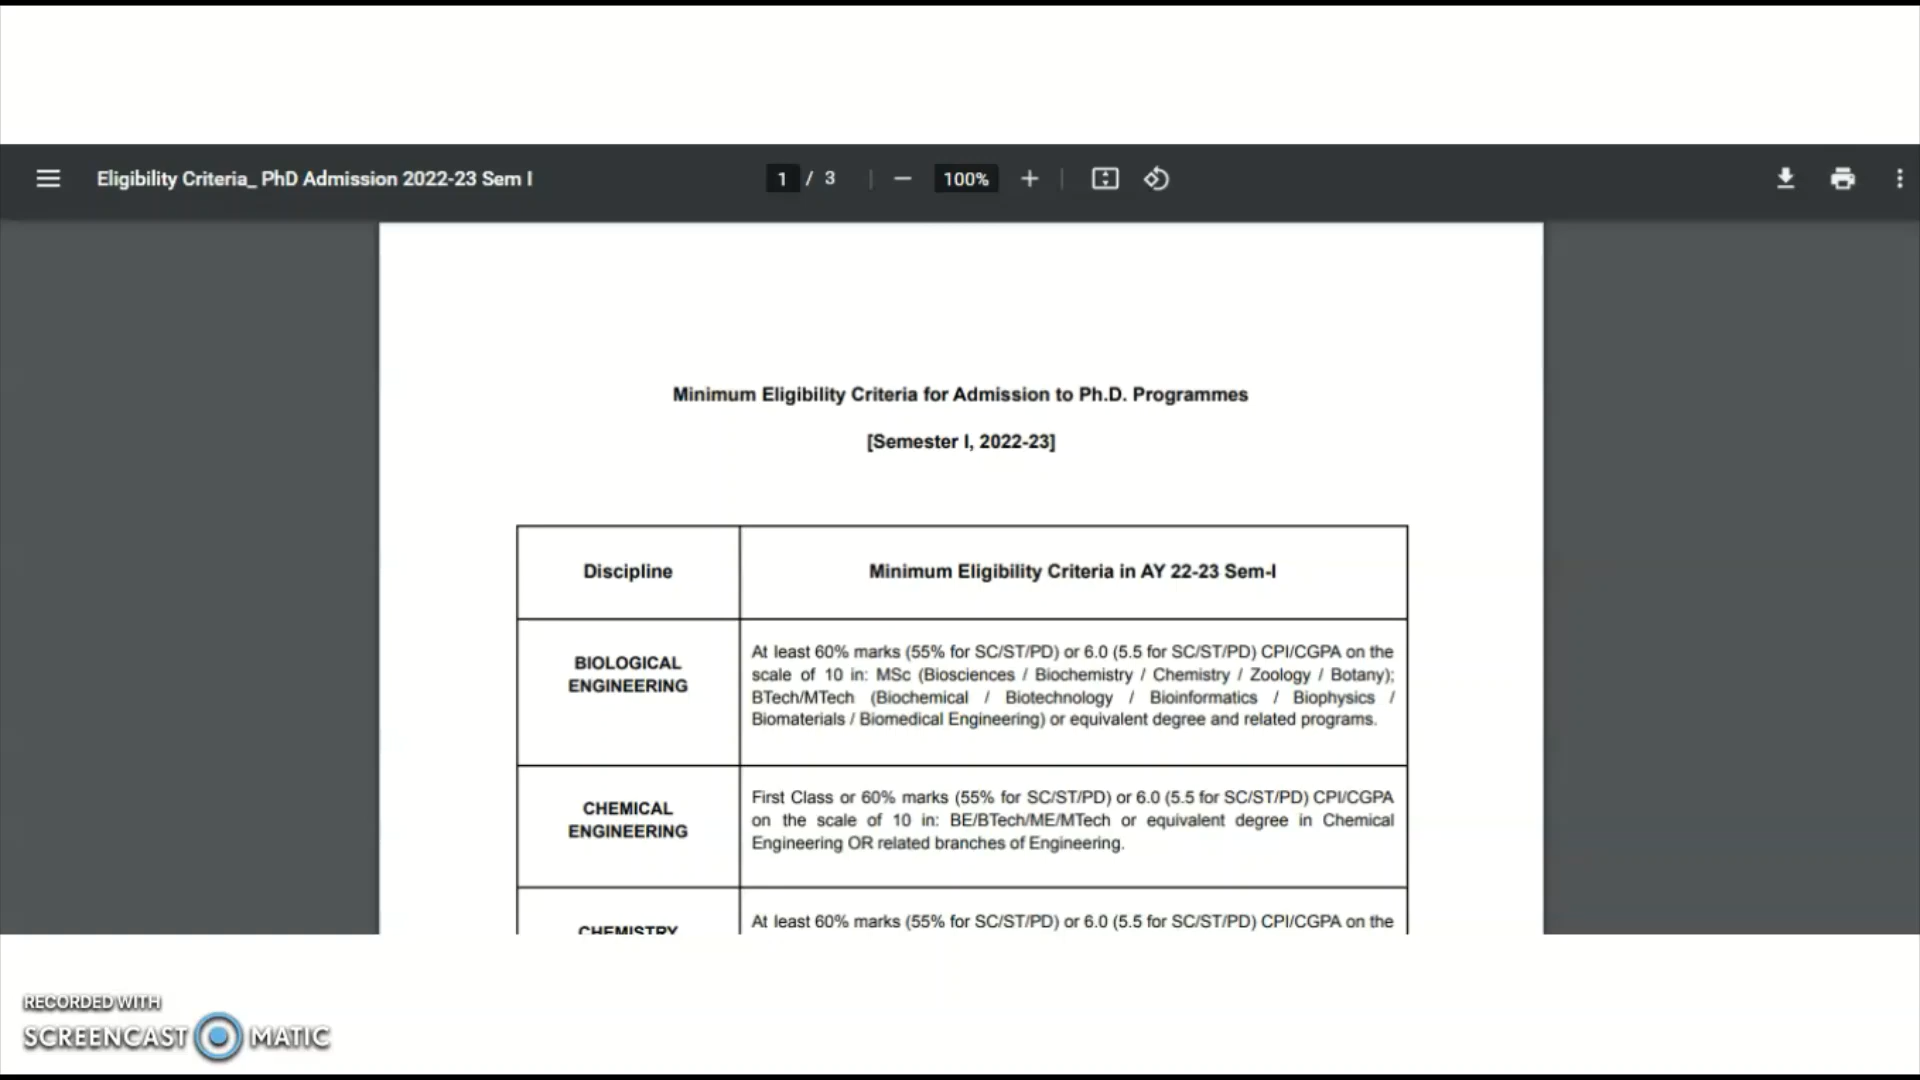 Eligibility Criteria_ PhD Admission 2022-23 Sem I
1 / 3
100%
Minimum Eligibility Criteria for Admission to Ph.D. Programmes
[Semester I, 2022-23]
Discipline
Minimum Eligibility Criteria in AY 22-23 Sem-I
BIOLOGICAL
ENGINEERING
At least 60% marks (55% for SC/ST/PD) or 6.0 (5.5 for SC/ST/PD) CPI/CGPA on the
scale of 10 in: MSc (Biosciences / Biochemistry / Chemistry / Zoology / Botany);
BTech/MTech (Biochemical / Biotechnology / Bioinformatics / Biophysics /
Biomaterials / Biomedical Engineering) or equivalent degree and related programs.
CHEMICAL
ENGINEERING
First Class or 60% marks (55% for SC/ST/PD) or 6.0 (5.5 for SC/ST/PD) CPI/CGPA
on the scale of 10 in: BE/BTech/ME/MTech or equivalent degree in Chemical
Engineering OR related branches of Engineering.
CHEMISTRY
At least 60% marks (55% for SC/ST/PD) or 6.0 (5.5 for SC/ST/PD) CPI/CGPA on the
RECORDED WITH
SCREENCAST MATIC